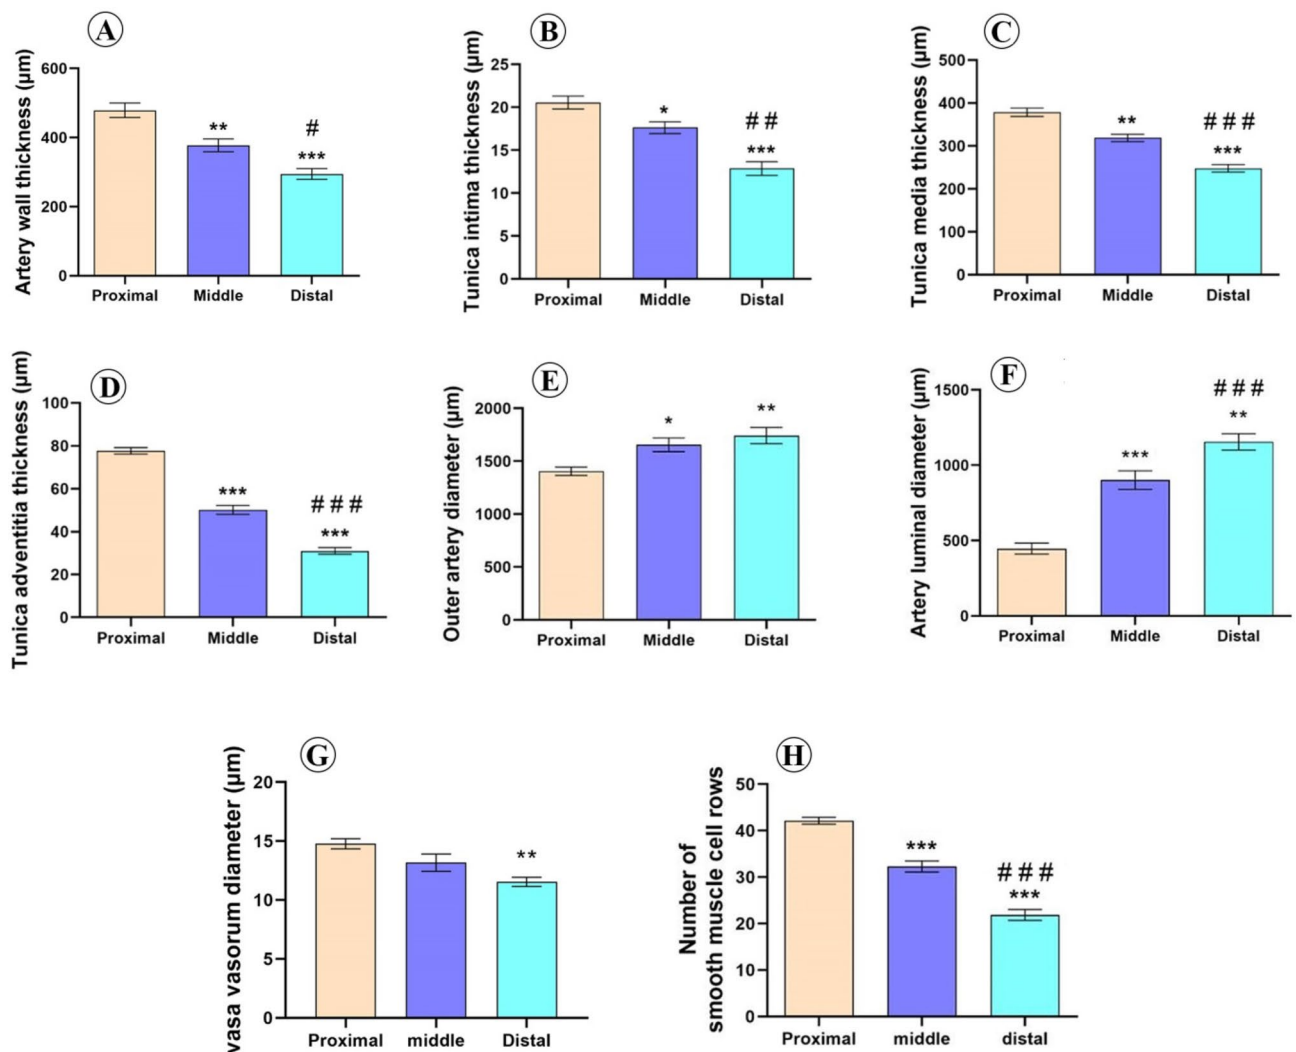 A
Artery wall thickness (µm)
600
400
200
0
**
#
***
Proximal Middle Distal
B
Tunica intima thickness (µm)
25
20
15
10
5
0
*
##
***
Proximal Middle Distal
C
Tunica media thickness (µm)
500
400
300
200
100
0
**
###
***
Proximal Middle Distal
D
Tunica adventitia thickness (µm)
100
80
60
40
20
0
***
###
***
Proximal Middle Distal
E
Outer artery diameter (µm)
2000
1500
1000
500
0
*
**
Proximal Middle Distal
F
Artery luminal diameter (µm)
1500
1000
500
0
***
###
**
Proximal Middle Distal
G
vasa vasorum diameter (µm)
20
15
10
5
0
**
Proximal middle Distal
H
Number of
smooth muscle cell rows
50
40
30
20
10
0
***
###
***
Proximal middle distal